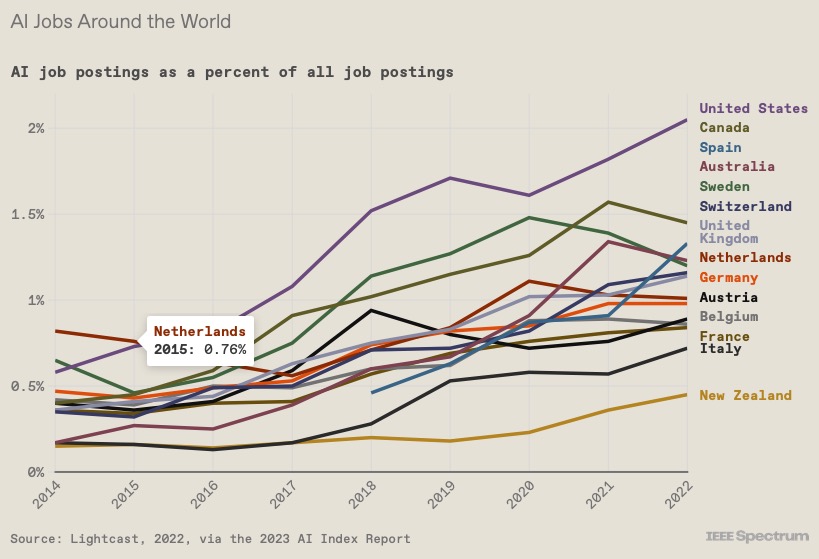 AI Jobs Around the World
AI job postings as a percent of all job postings
United States
Canada
Spain
Australia
Sweden
Switzerland
United
Kingdom
Netherlands
Germany
Austria
Belgium
France
Italy
New Zealand
2%
1.5%
1%
0.5%
0%
Netherlands
2015: 0.76%
2014
2015
2016
2017
2018
2019
2020
2021
2022
Source: Lightcast, 2022, via the 2023 AI Index Report
IEEE Spectrum